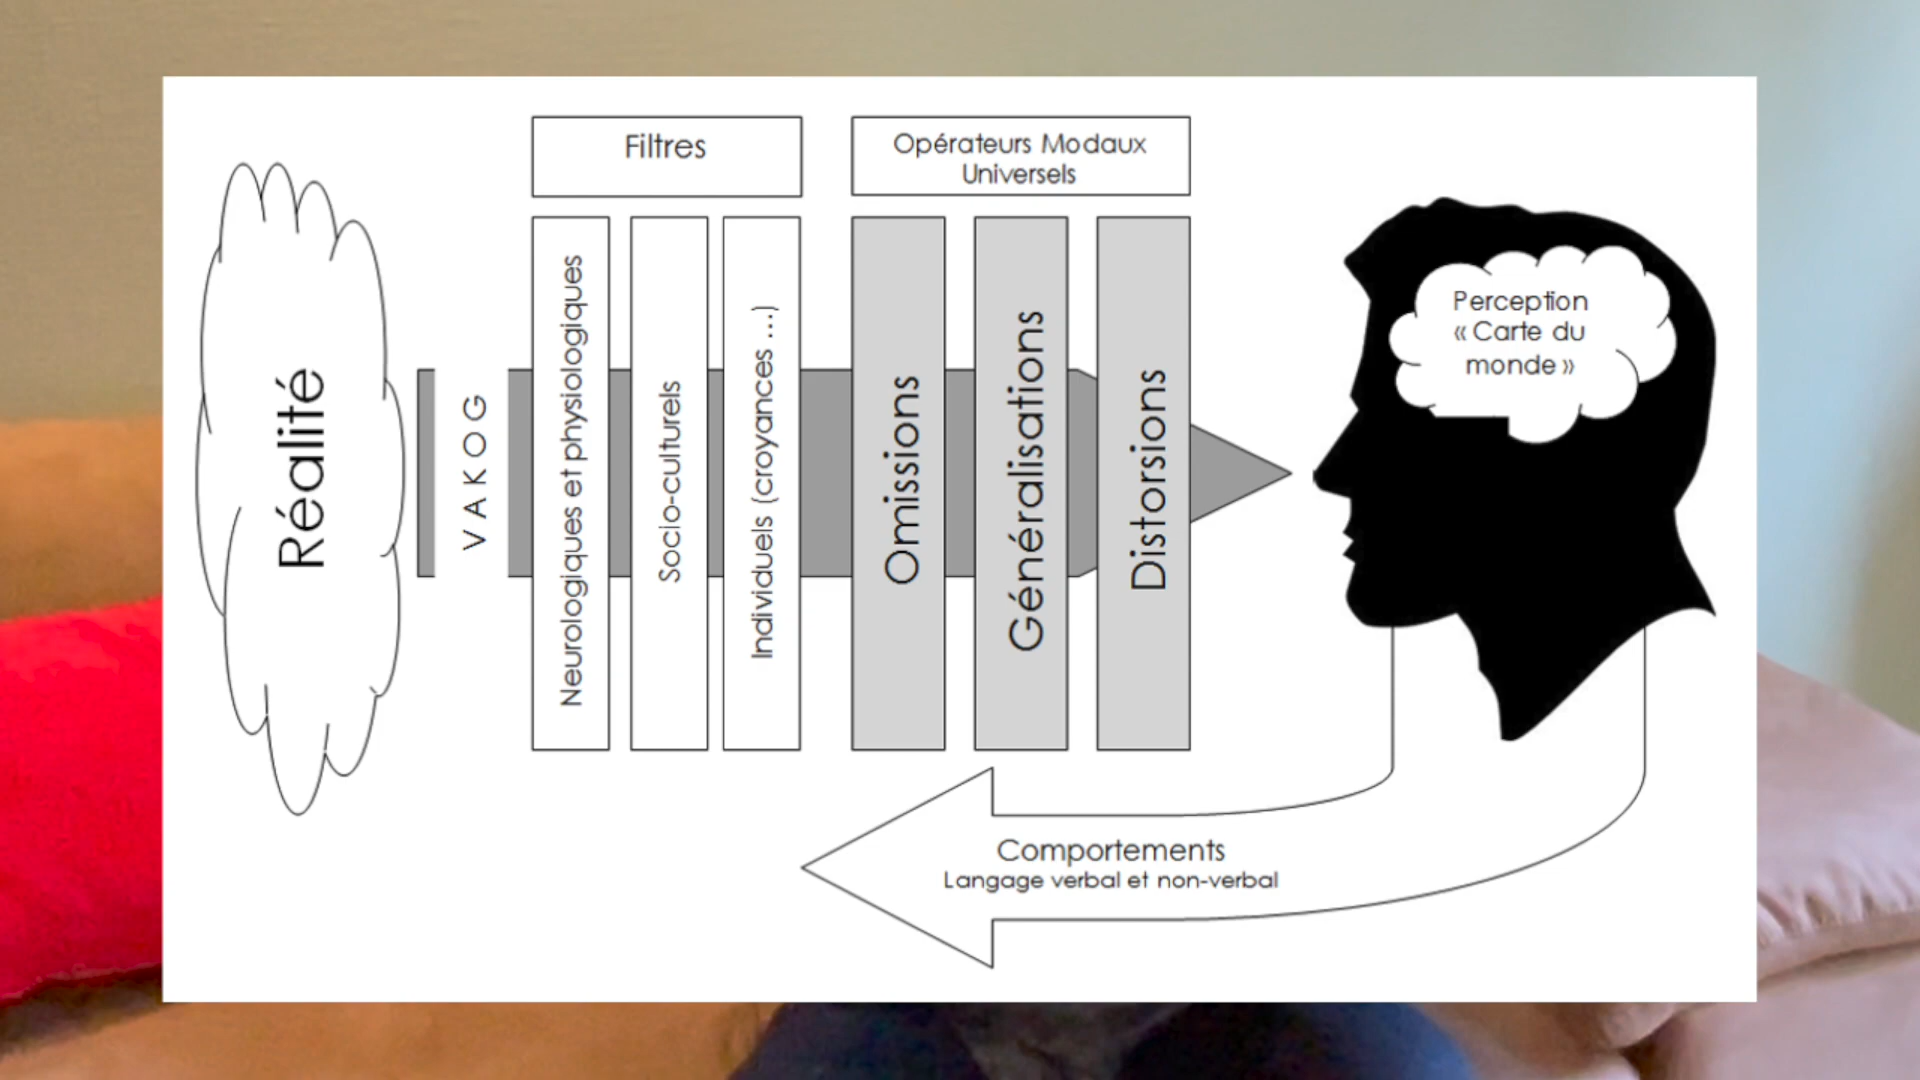 Filtres
Opérateurs Modaux
Universels
Réalité
V A K O G
Neurologiques et physiologiques
Socio-culturels
Individuels (croyances ...)
Omissions
Généralisations
Distorsions
Perception
« Carte du
monde »
Comportements
Langage verbal et non-verbal